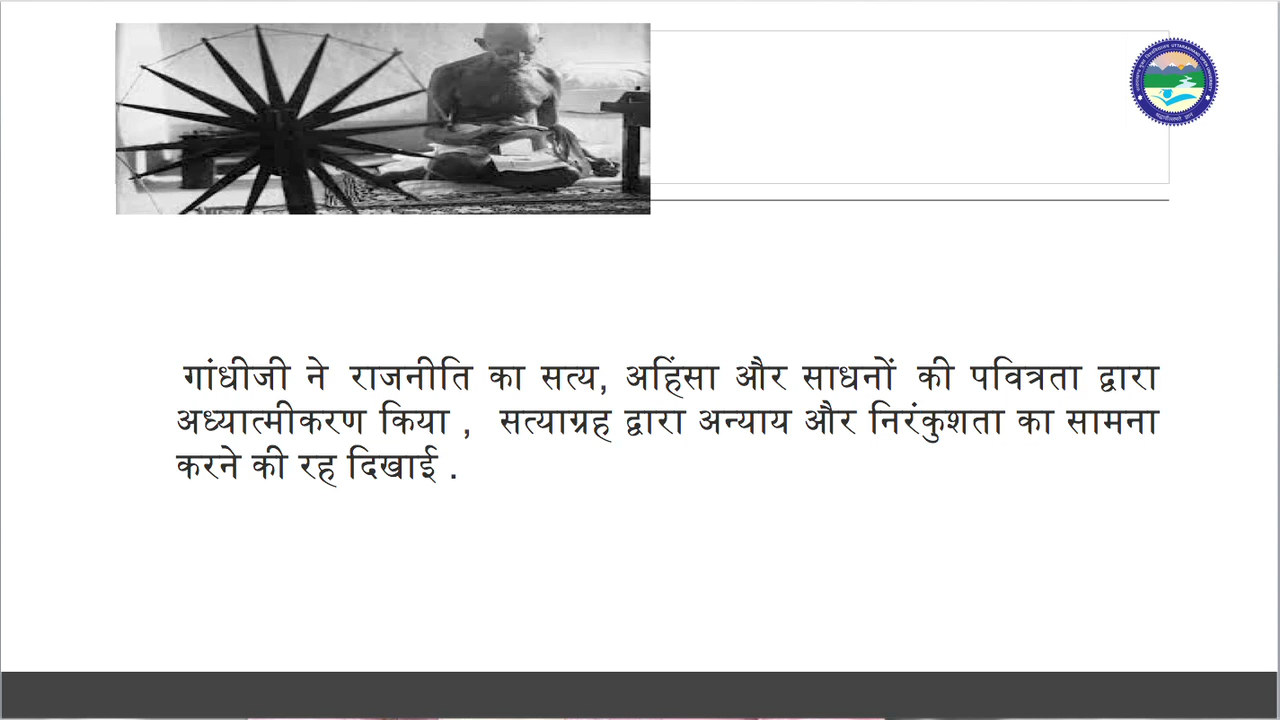 गांधीजी ने राजनीति का सत्य, अहिंसा और साधनों की पवित्रता द्वारा
अध्यात्मीकरण किया , सत्याग्रह द्वारा अन्याय और निरंकुशता का सामना
करने की रह दिखाई .